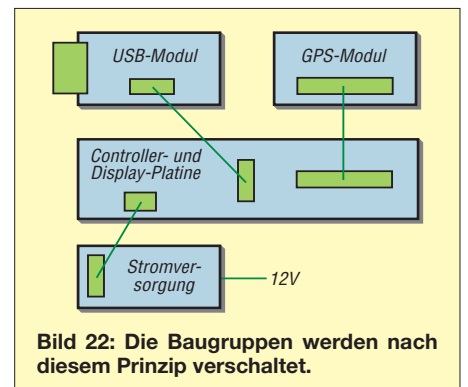 USB-Modul
GPS-Modul
Controller- und
Display-Platine
Stromver-
sorgung
12V
Bild 22: Die Baugruppen werden nach
diesem Prinzip verschaltet.